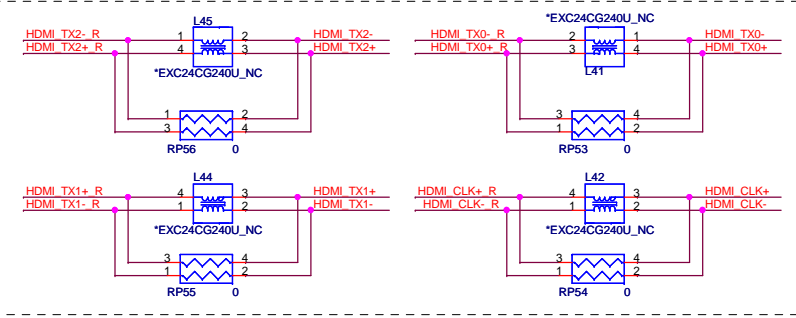 L45
HDMI_TX2-_R 1 2 HDMI_TX2-
HDMI_TX2+_R 4 3 HDMI_TX2+
*EXC24CG240U_NC
1 2
3 4
RP56 0
*EXC24CG240U_NC
HDMI_TX0-_R 2 1 HDMI_TX0-
HDMI_TX0+_R 3 4 HDMI_TX0+
L41
3 4
1 2
RP53 0
L44
HDMI_TX1+_R 4 3 HDMI_TX1+
HDMI_TX1-_R 1 2 HDMI_TX1-
*EXC24CG240U_NC
3 4
1 2
RP55 0
L42
HDMI_CLK+_R 4 3 HDMI_CLK+
HDMI_CLK-_R 1 2 HDMI_CLK-
*EXC24CG240U_NC
3 4
1 2
RP54 0